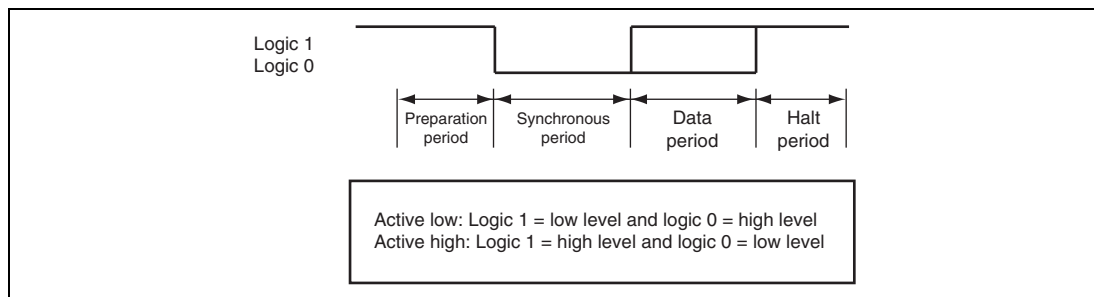 Logic 1
Logic 0
Preparation period
Synchronous period
Data period
Halt period
Active low: Logic 1 = low level and logic 0 = high level
Active high: Logic 1 = high level and logic 0 = low level